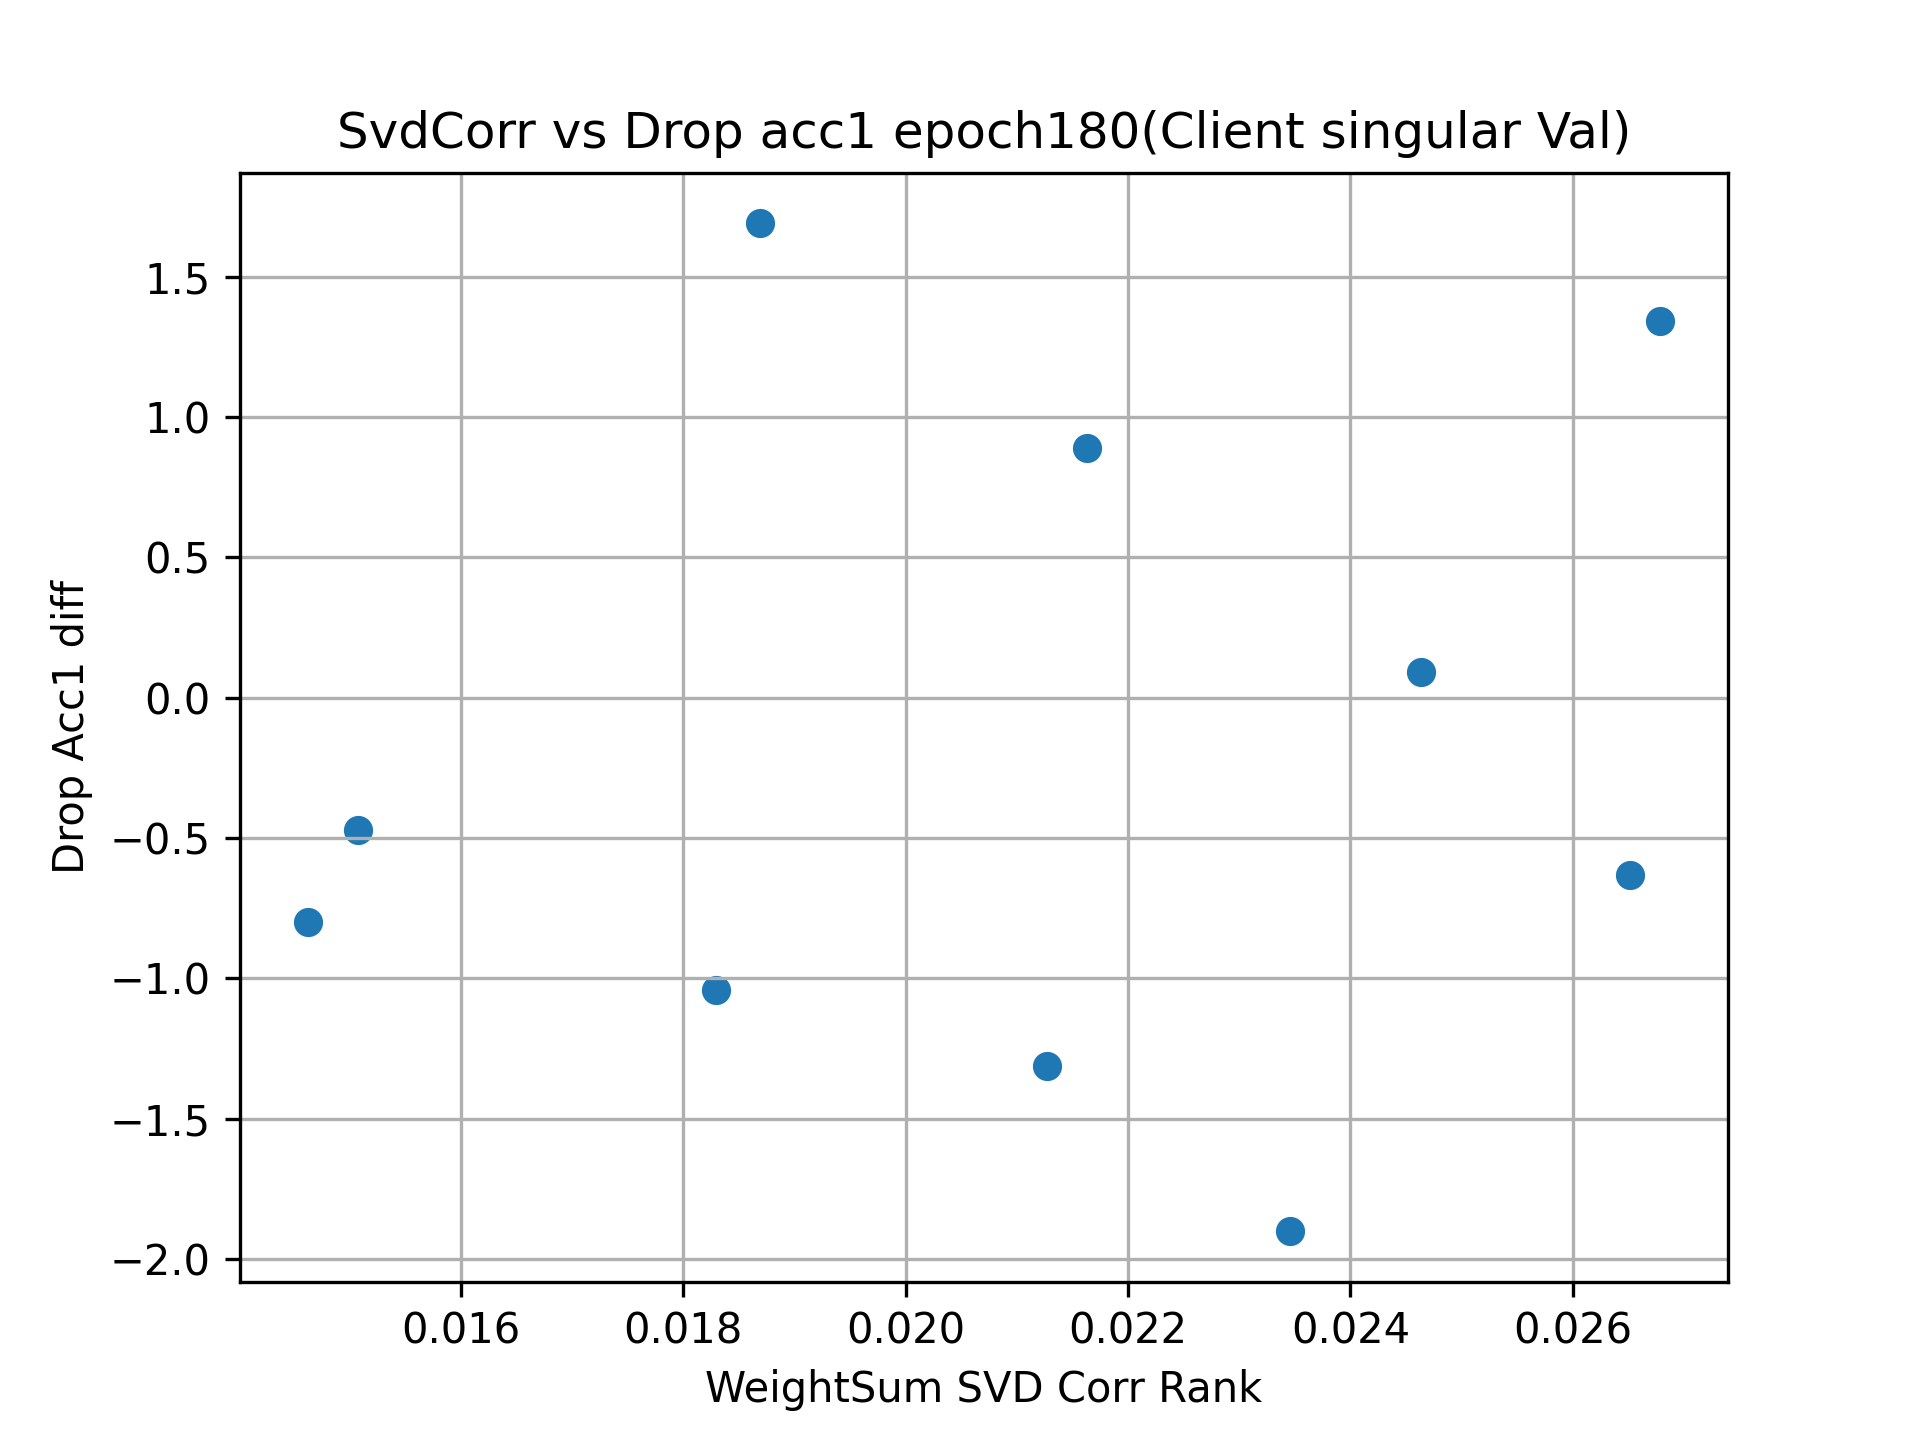 SvdCorr vs Drop acc1 epoch180(Client singular Val)
Drop Acc1 diff
1.5
1.0
0.5
0.0
−0.5
−1.0
−1.5
−2.0
0.016 0.018 0.020 0.022 0.024 0.026
WeightSum SVD Corr Rank